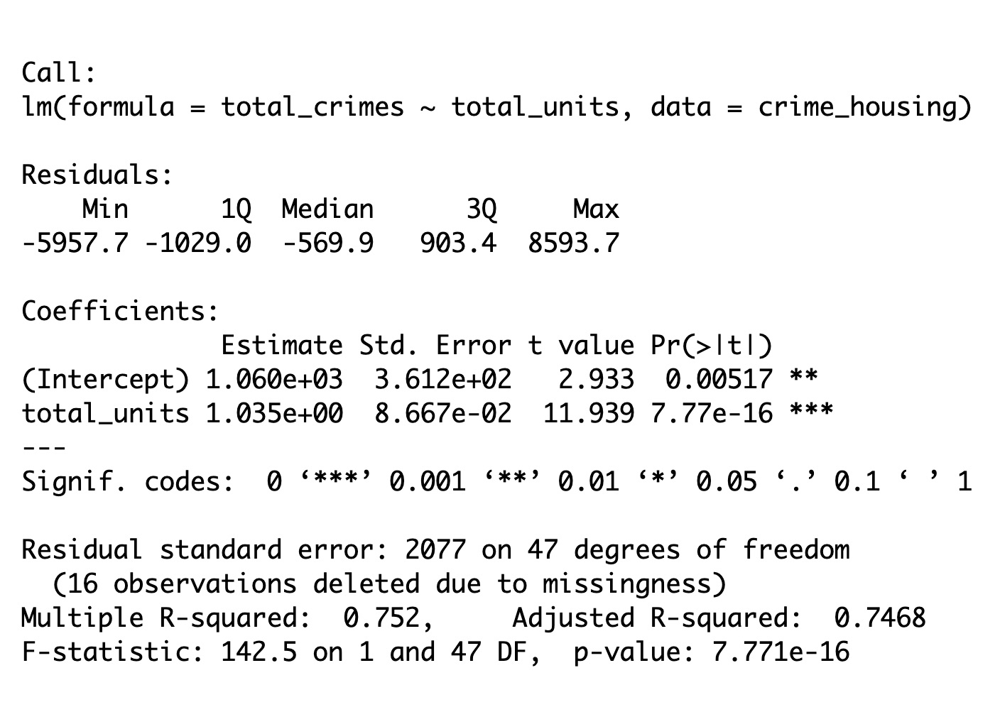 Call:
lm(formula = total_crimes ~ total_units, data = crime_housing)
Residuals:
    Min      1Q  Median      3Q     Max
-5957.7 -1029.0  -569.9   903.4  8593.7
Coefficients:
             Estimate Std. Error t value Pr(>|t|)
(Intercept) 1.060e+03  3.612e+02   2.933  0.00517 **
total_units 1.035e+00  8.667e-02  11.939 7.77e-16 ***
---
Signif. codes:  0 ‘***’ 0.001 ‘**’ 0.01 ‘*’ 0.05 ‘.’ 0.1 ‘ ’ 1
Residual standard error: 2077 on 47 degrees of freedom
  (16 observations deleted due to missingness)
Multiple R-squared:  0.752,     Adjusted R-squared:  0.7468
F-statistic: 142.5 on 1 and 47 DF,  p-value: 7.771e-16